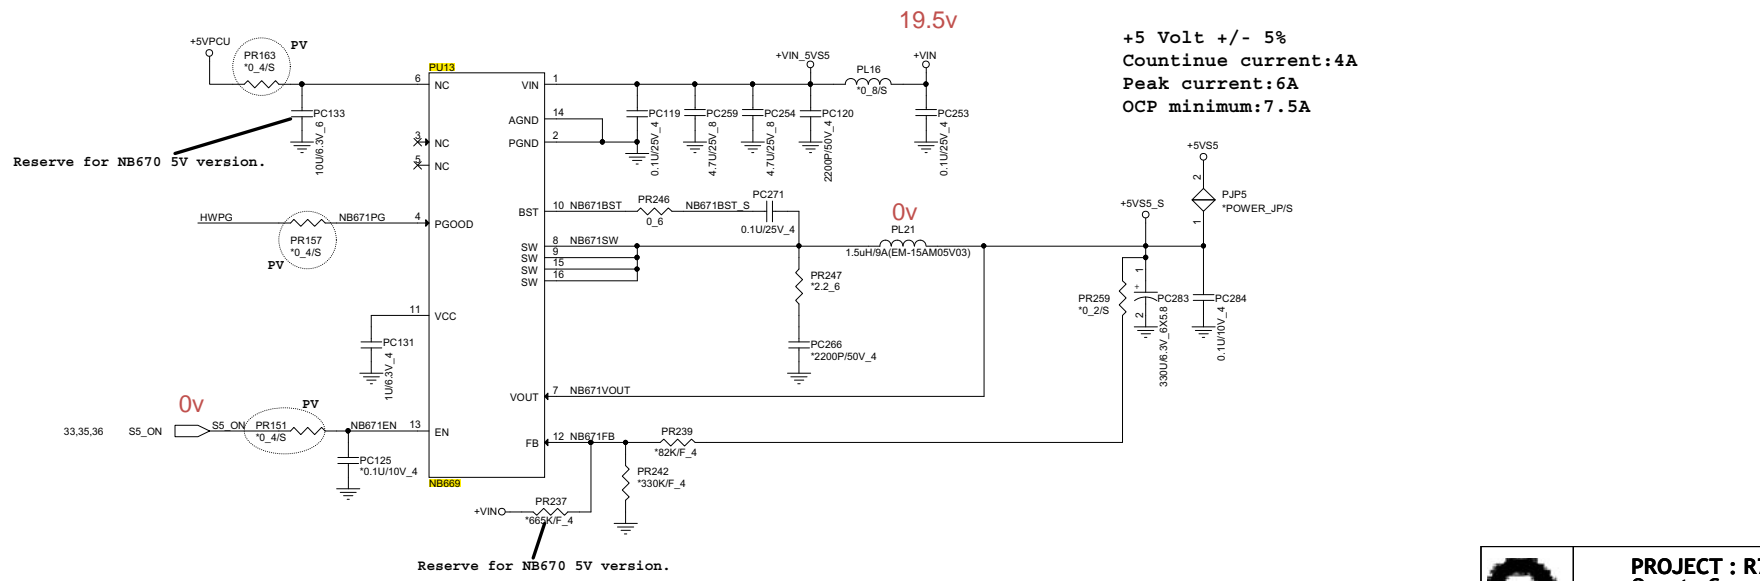 19.5v
+5 Volt +/- 5%
Countinue current:4A
Peak current:6A
OCP minimum:7.5A
+5VPCU
PV
PR163
*0_4/S
PC133
10U/6.3V_6
Reserve for NB670 5V version.
PU13
6
NC
3
NC
5
NC
HWPG
NB671PG
4
PGOOD
PR157
*0_4/S
PV
11
VCC
PC131
1U/6.3V_4
0v
PV
33,35,36
S5_ON
S5_ON
PR151
*0_4/S
NB671EN
13
EN
PC125
*0.1U/10V_4
NB669
VIN
1
AGND
14
PGND
2
+VIN_5VS5
+VIN
PL16
*0_8/S
PC119
0.1U/25V_4
PC259
4.7U/25V_8
PC254
4.7U/25V_8
PC120
2200P/50V_4
PC253
0.1U/25V_4
BST
10
NB671BST
PR246
0_6
NB671BST_S
PC271
0.1U/25V_4
0v
PL21
1.5uH/9A(EM-15AM05V03)
SW
8
NB671SW
SW
9
SW
15
SW
16
PR247
*2.2_6
PC266
*2200P/50V_4
VOUT
7
NB671VOUT
FB
12
NB671FB
PR239
*82K/F_4
PR242
*330K/F_4
+VIN
PR237
*665K/F_4
Reserve for NB670 5V version.
+5VS5
2
PJP5
*POWER_JP/S
1
+5VS5_S
PR259
*0_2/S
1
+
PC283
2
330U/6.3V_6X5.8
PC284
0.1U/10V_4
PROJECT :